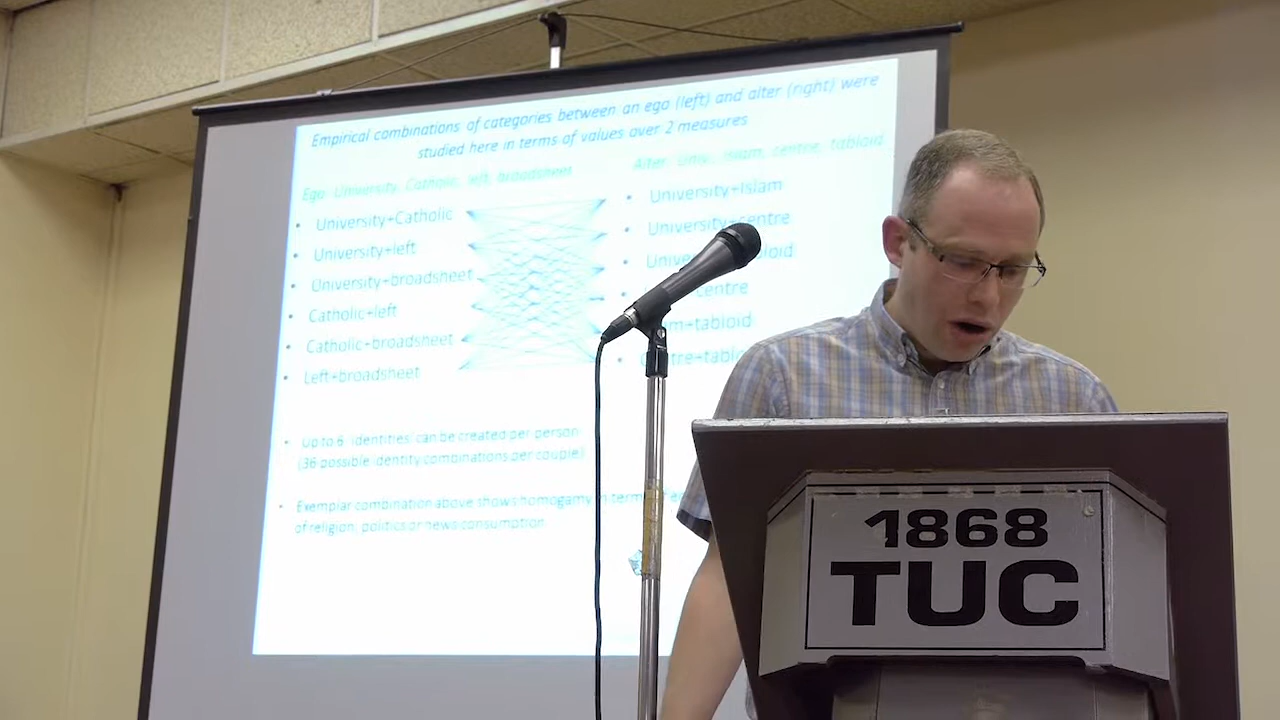 Empirical combinations of categories between an ego (left) and alter (right) were
studied here in terms of values over 2 measures
Ego: University, Catholic, left, broadsheet
• University+Catholic
• University+left
• University+broadsheet
• Catholic+left
• Catholic+broadsheet
• Left+broadsheet
Alter: Univ., Islam, centre, tabloid
• University+Islam
• University+centre
centre
tabloid
• Up to 6 'identities' can be created per person
(36 possible identity combinations per couple)
• Exemplar combination above shows homogamy in
of religion, politics or news consumption
1868
TUC